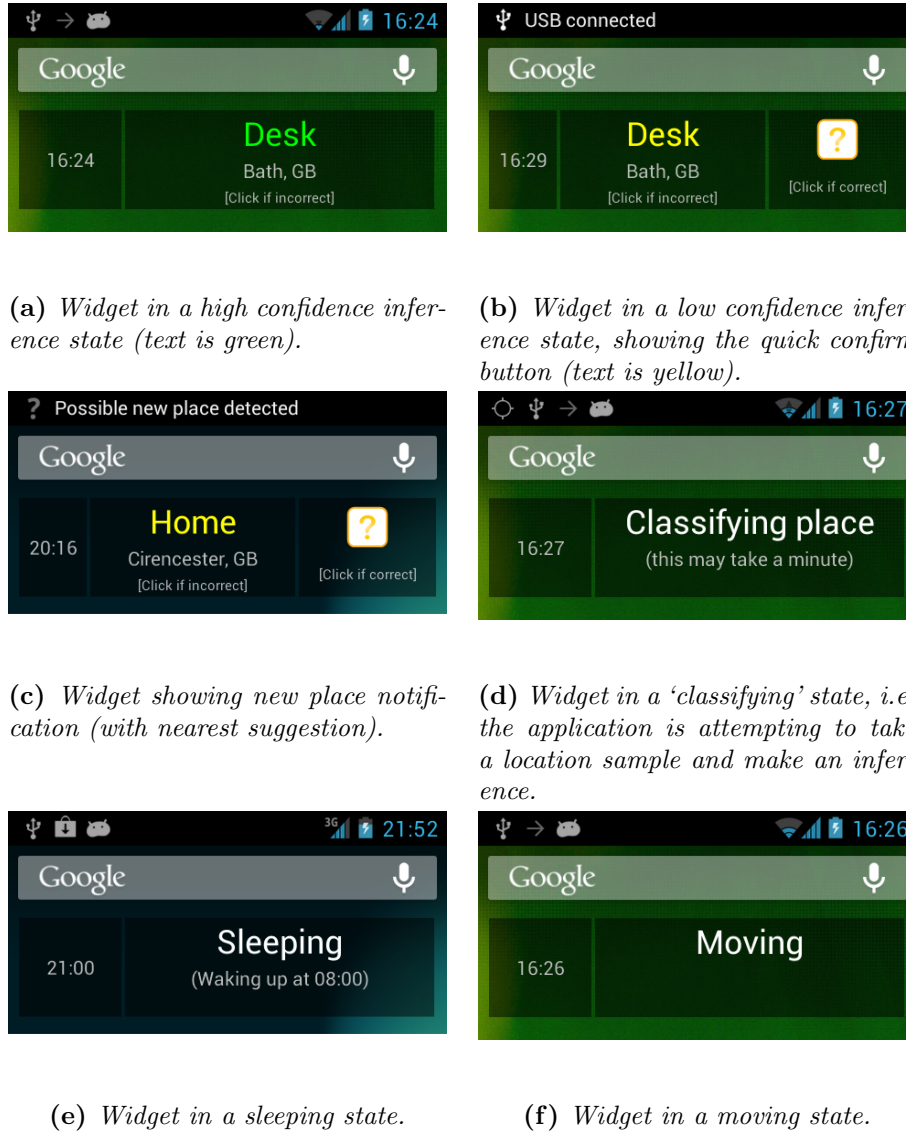 16:24
Google
16:24
Desk
Bath, GB
[Click if incorrect]
(a) Widget in a high confidence infer-
ence state (text is green).
USB connected
Google
16:29
Desk
Bath, GB
[Click if incorrect]
?
[Click if correct]
(b) Widget in a low confidence infer
ence state, showing the quick confirm
button (text is yellow).
? Possible new place detected
Google
20:16
Home
Cirencester, GB
[Click if incorrect]
?
[Click if correct]
(c) Widget showing new place notifi-
cation (with nearest suggestion).
16:27
Google
16:27
Classifying place
(this may take a minute)
(d) Widget in a ‘classifying’ state, i.e
the application is attempting to tak
a location sample and make an infer
ence.
3G 21:52
Google
21:00
Sleeping
(Waking up at 08:00)
(e) Widget in a sleeping state.
16:26
Google
16:26
Moving
(f) Widget in a moving state.